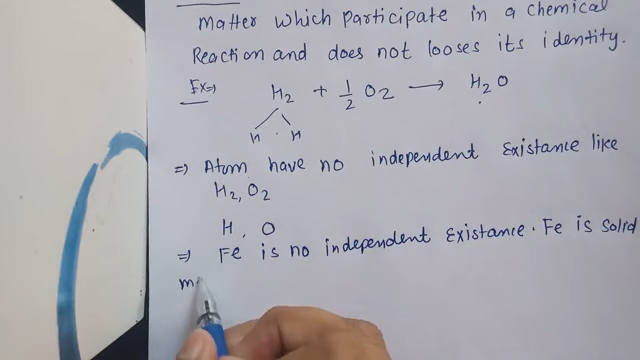 Matter which participate in a chemical
Reaction and does not looses its identity.
Ex⇒ H₂ + 1/2 O₂ → H₂O
H . H
⇒ Atom have no independent Existance like
H₂, O₂
H, O
⇒ Fe is no independent Existance. Fe is solid